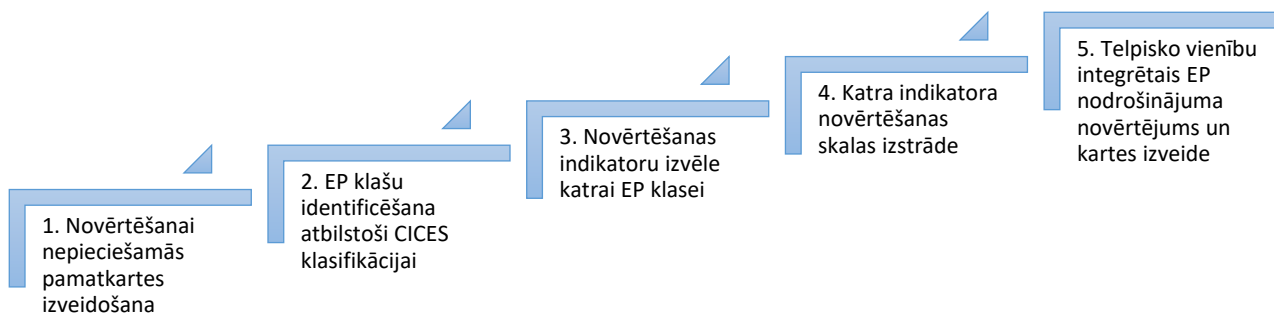 1. Novērtēšanai
nepieciešamās
pamatkartes
izveidošana
2. EP klašu
identificēšana
atbilstoši CICES
klasifikācijai
3. Novērtēšanas
indikatoru izvēle
katrai EP klasei
4. Katra indikatora
novērtēšanas
skalas izstrāde
5. Telpisko vienību
integrētais EP
nodrošinājuma
novērtējums un
kartes izveide